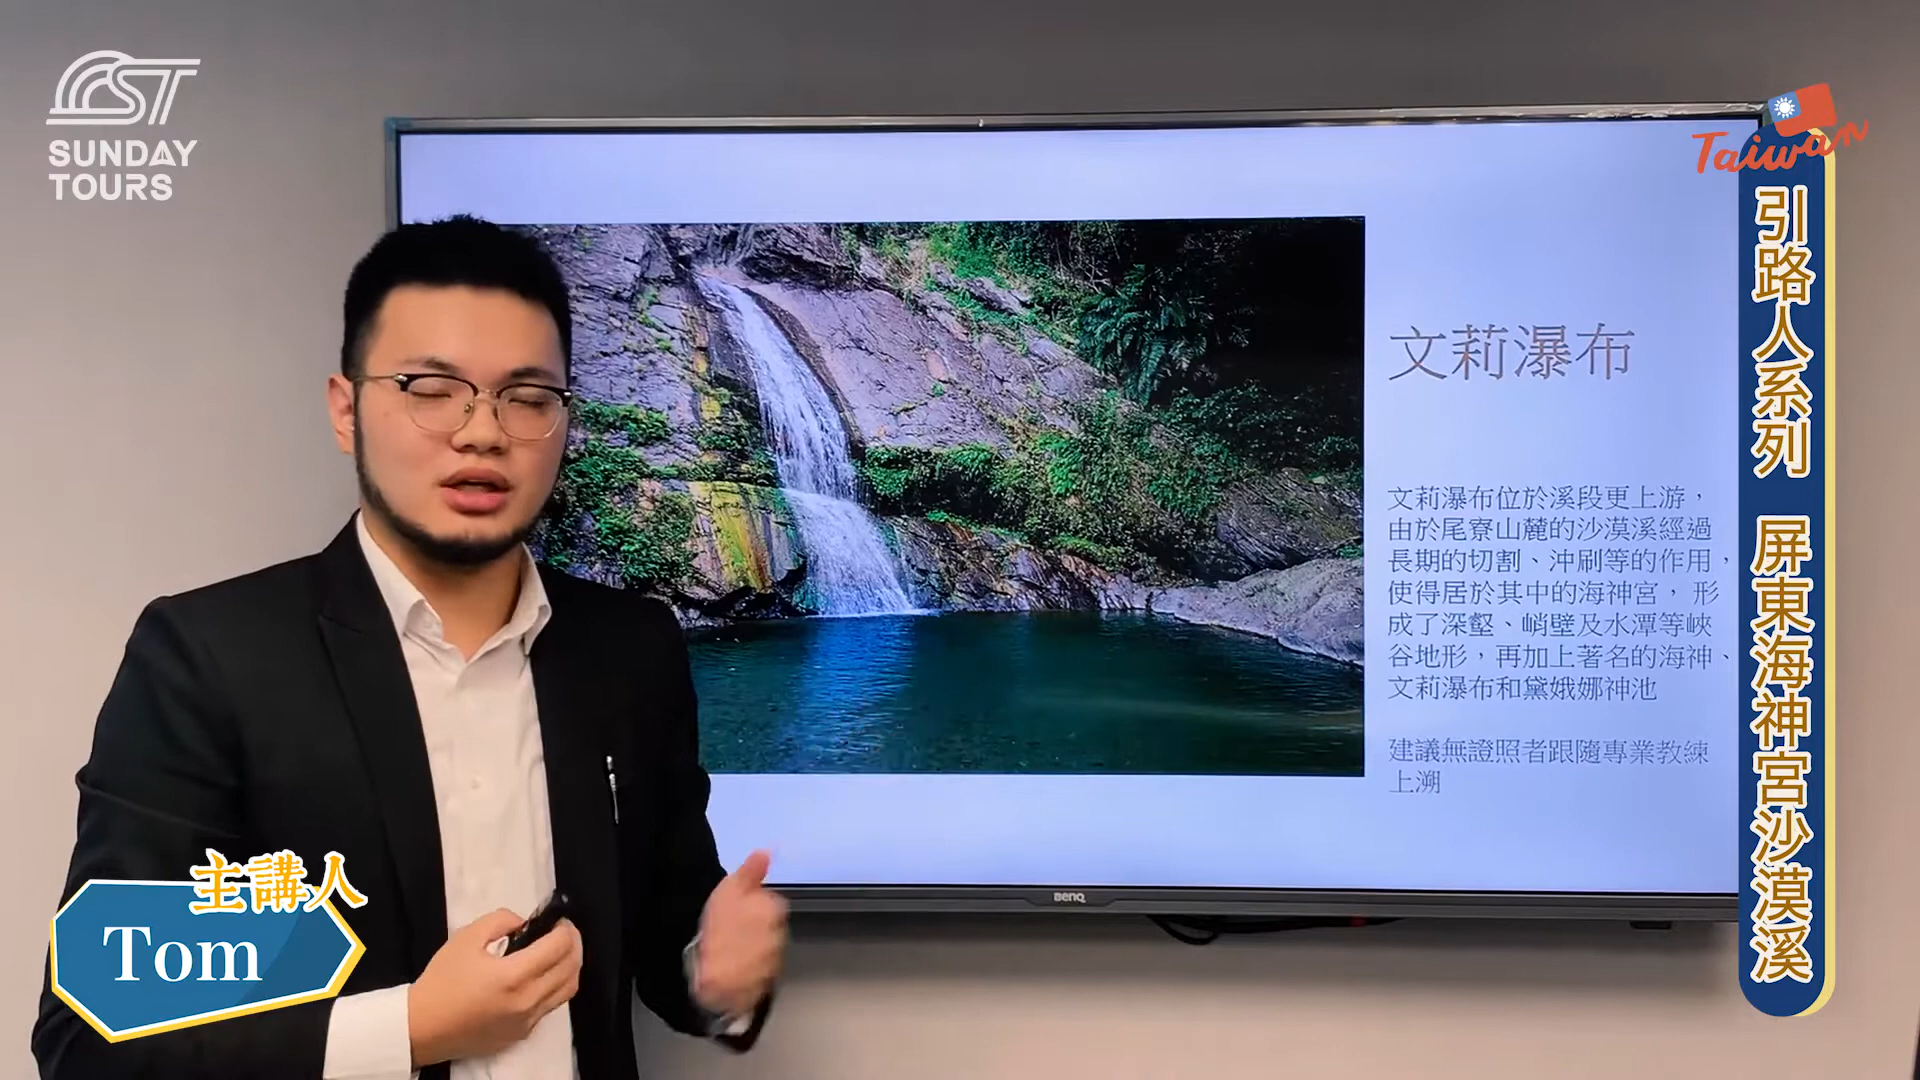 ST
SUNDAY
TOURS
Taiwan
引路人系列 屏東海神宮沙漠溪
文莉瀑布
文莉瀑布位於溪段更上游，
由於尾寮山麓的沙漠溪經過
長期的切割、沖刷等的作用，
使得居於其中的海神宮， 形
成了深壑、峭壁及水潭等峽
谷地形，再加上著名的海神、
文莉瀑布和黛娥娜神池
建議無證照者跟隨專業教練
上溯
BenQ
主講人
Tom